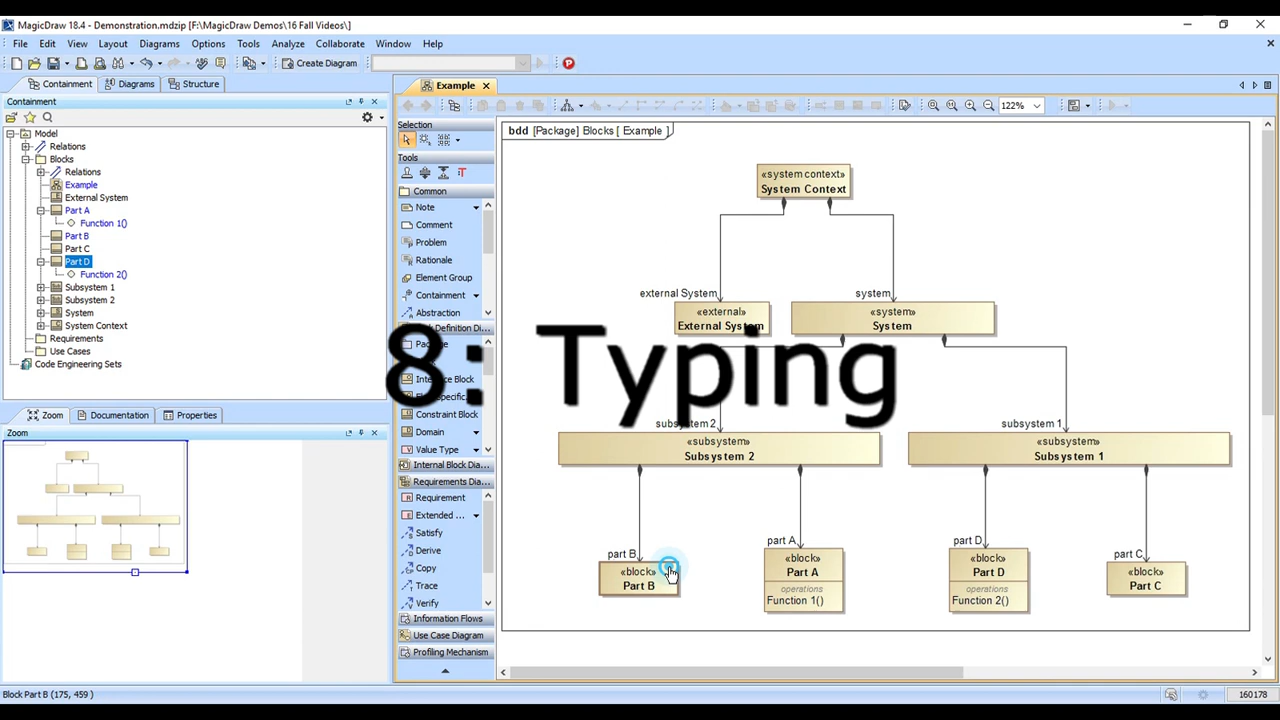 MagicDraw 18.4 - Demonstration.mdzip [F:\MagicDraw Demos\16 Fall Videos\]
File Edit View Layout Diagrams Options Tools Analyze Collaborate Window Help
Create Diagram
Containment Diagrams Structure
Containment
Model
Relations
Blocks
Relations
Example
External System
Part A
Function 1()
Part B
Part C
Part D
Function 2()
Subsystem 1
Subsystem 2
System
System Context
Requirements
Use Cases
Code Engineering Sets
Zoom Documentation Properties
Zoom
Example
122%
Selection
Tools
Common
Note
Comment
Problem
Rationale
Element Group
Containment
Abstraction
Package
Constraint Block
Domain
Value Type
Internal Block Dia...
Requirements Dia...
Requirement
Extended ...
Satisfy
Derive
Copy
Trace
Verify
Information Flows
Use Case Diagram
Profiling Mechanism
bdd [Package] Blocks [ Example ]
«system context»
System Context
external System
system
«external»
External System
«system»
System
8: Typing
subsystem 2
subsystem 1
«subsystem»
Subsystem 2
«subsystem»
Subsystem 1
part B
part A
part D
part C
«block»
Part B
«block»
Part A
operations
Function 1()
«block»
Part D
operations
Function 2()
«block»
Part C
Block Part B (175, 459 )
160178